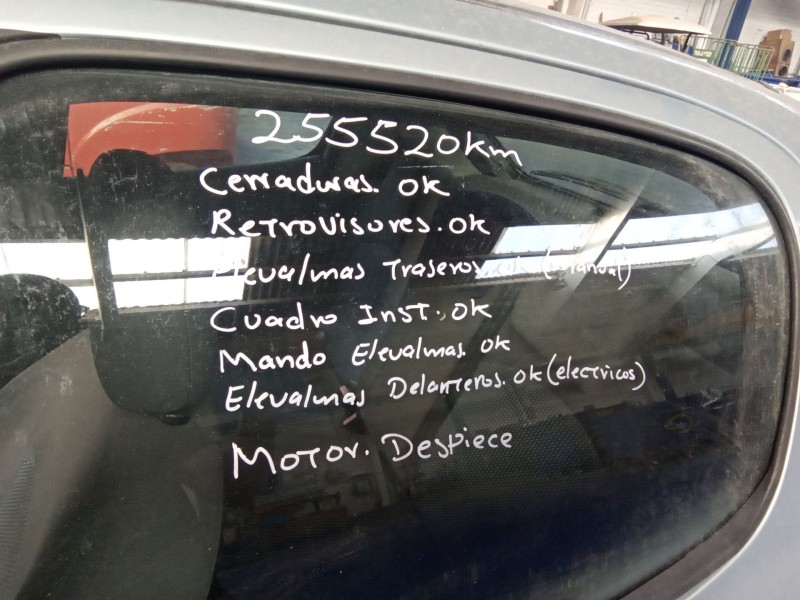 255520km
Cerraduras. OK
Retrovisores. OK
Elevalmas Traseros. OK (Manual)
Cuadro Inst. OK
Mando Elevalmas. OK
Elevalmas Delanteros. OK (electricos)
Motor. Despiece